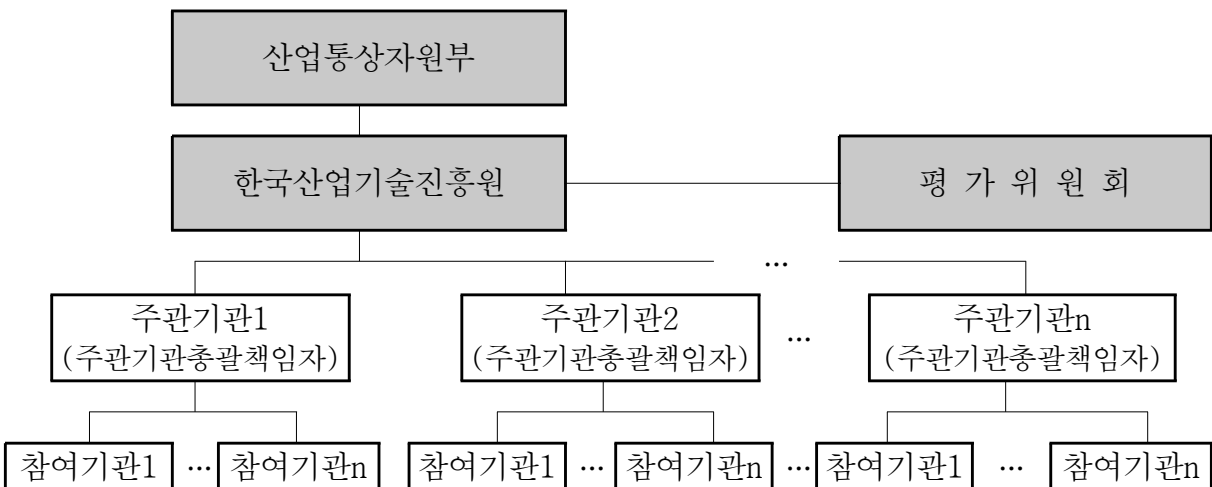 산업통상자원부
한국산업기술진흥원
평 가 위 원 회
...
주관기관1
(주관기관총괄책임자)
주관기관2
(주관기관총괄책임자)
...
주관기관n
(주관기관총괄책임자)
참여기관1 ... 참여기관n 참여기관1 ... 참여기관n ... 참여기관1 ... 참여기관n